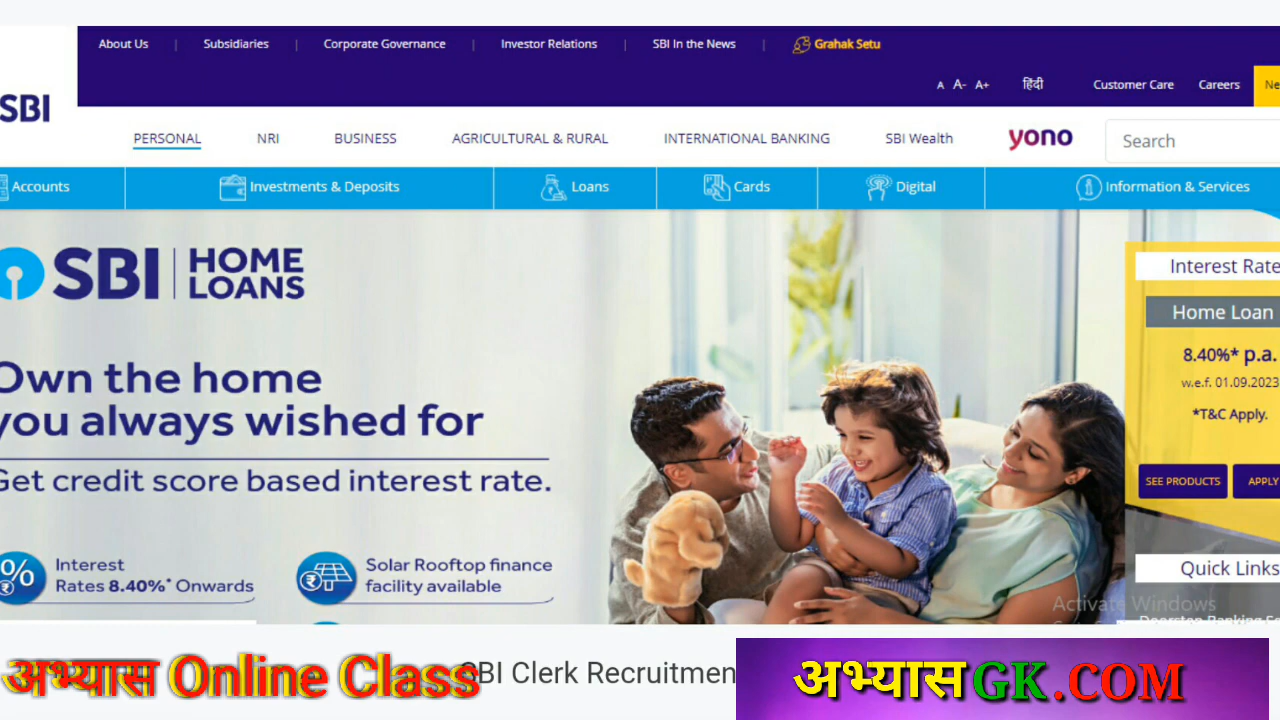 About Us | Subsidiaries | Corporate Governance | Investor Relations | SBI In the News | Grahak Setu
A A- A+ हिंदी Customer Care Careers Ne
SBI
PERSONAL NRI BUSINESS AGRICULTURAL & RURAL INTERNATIONAL BANKING SBI Wealth yono Search
Accounts Investments & Deposits Loans Cards Digital Information & Services
SBI HOME LOANS
Own the home
you always wished for
Get credit score based interest rate.
% Interest
Rates 8.40%* Onwards
Solar Rooftop finance
facility available
Interest Rate
Home Loan
8.40%* p.a.
w.e.f. 01.09.2023
*T&C Apply.
SEE PRODUCTS APPLY
Quick Links
Activate Windows
अभ्यास Online Class
SBI Clerk Recruitmen
अभ्यास GK.COM